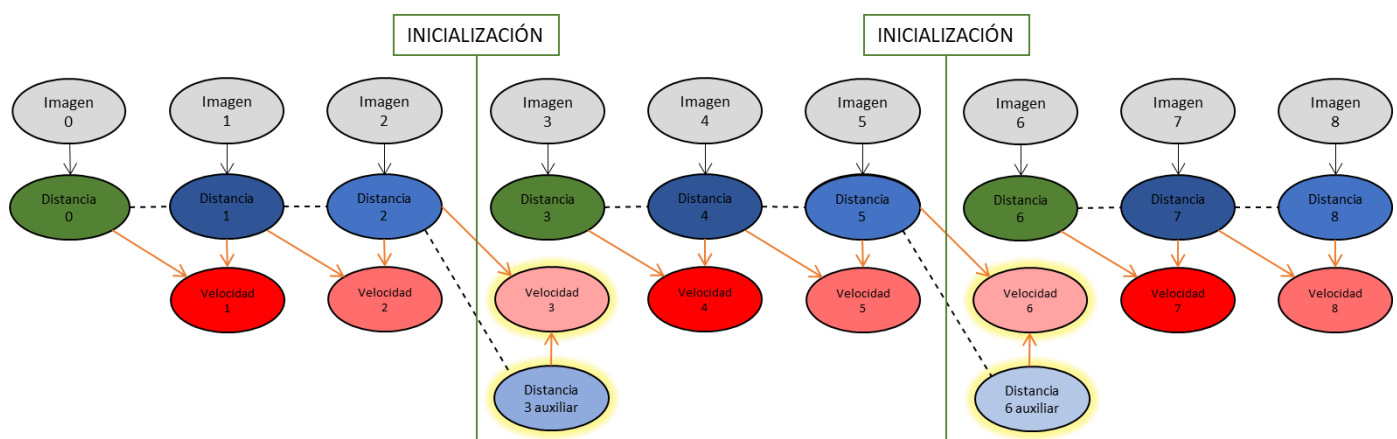 INICIALIZACIÓN
INICIALIZACIÓN
Imagen
0
Imagen
1
Imagen
2
Imagen
3
Imagen
4
Imagen
5
Imagen
6
Imagen
7
Imagen
8
Distancia
0
Distancia
1
Distancia
2
Distancia
3
Distancia
4
Distancia
5
Distancia
6
Distancia
7
Distancia
8
Velocidad
1
Velocidad
2
Velocidad
3
Velocidad
4
Velocidad
5
Velocidad
6
Velocidad
7
Velocidad
8
Distancia
3 auxiliar
Distancia
6 auxiliar